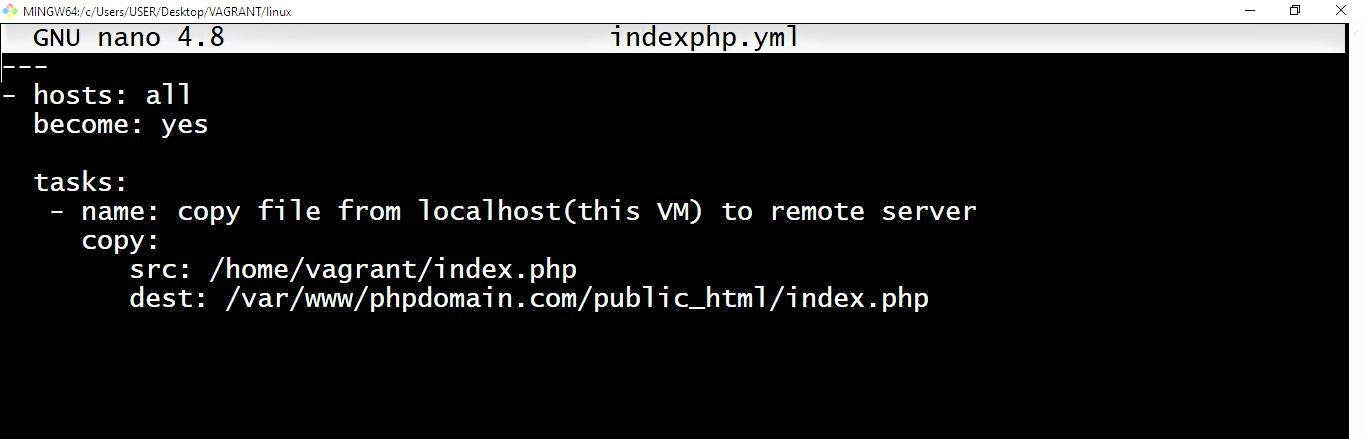 MINGW64:/c/Users/USER/Desktop/VAGRANT/linux
GNU nano 4.8 indexphp.yml
---
- hosts: all
  become: yes

  tasks:
   - name: copy file from localhost(this VM) to remote server
     copy:
        src: /home/vagrant/index.php
        dest: /var/www/phpdomain.com/public_html/index.php